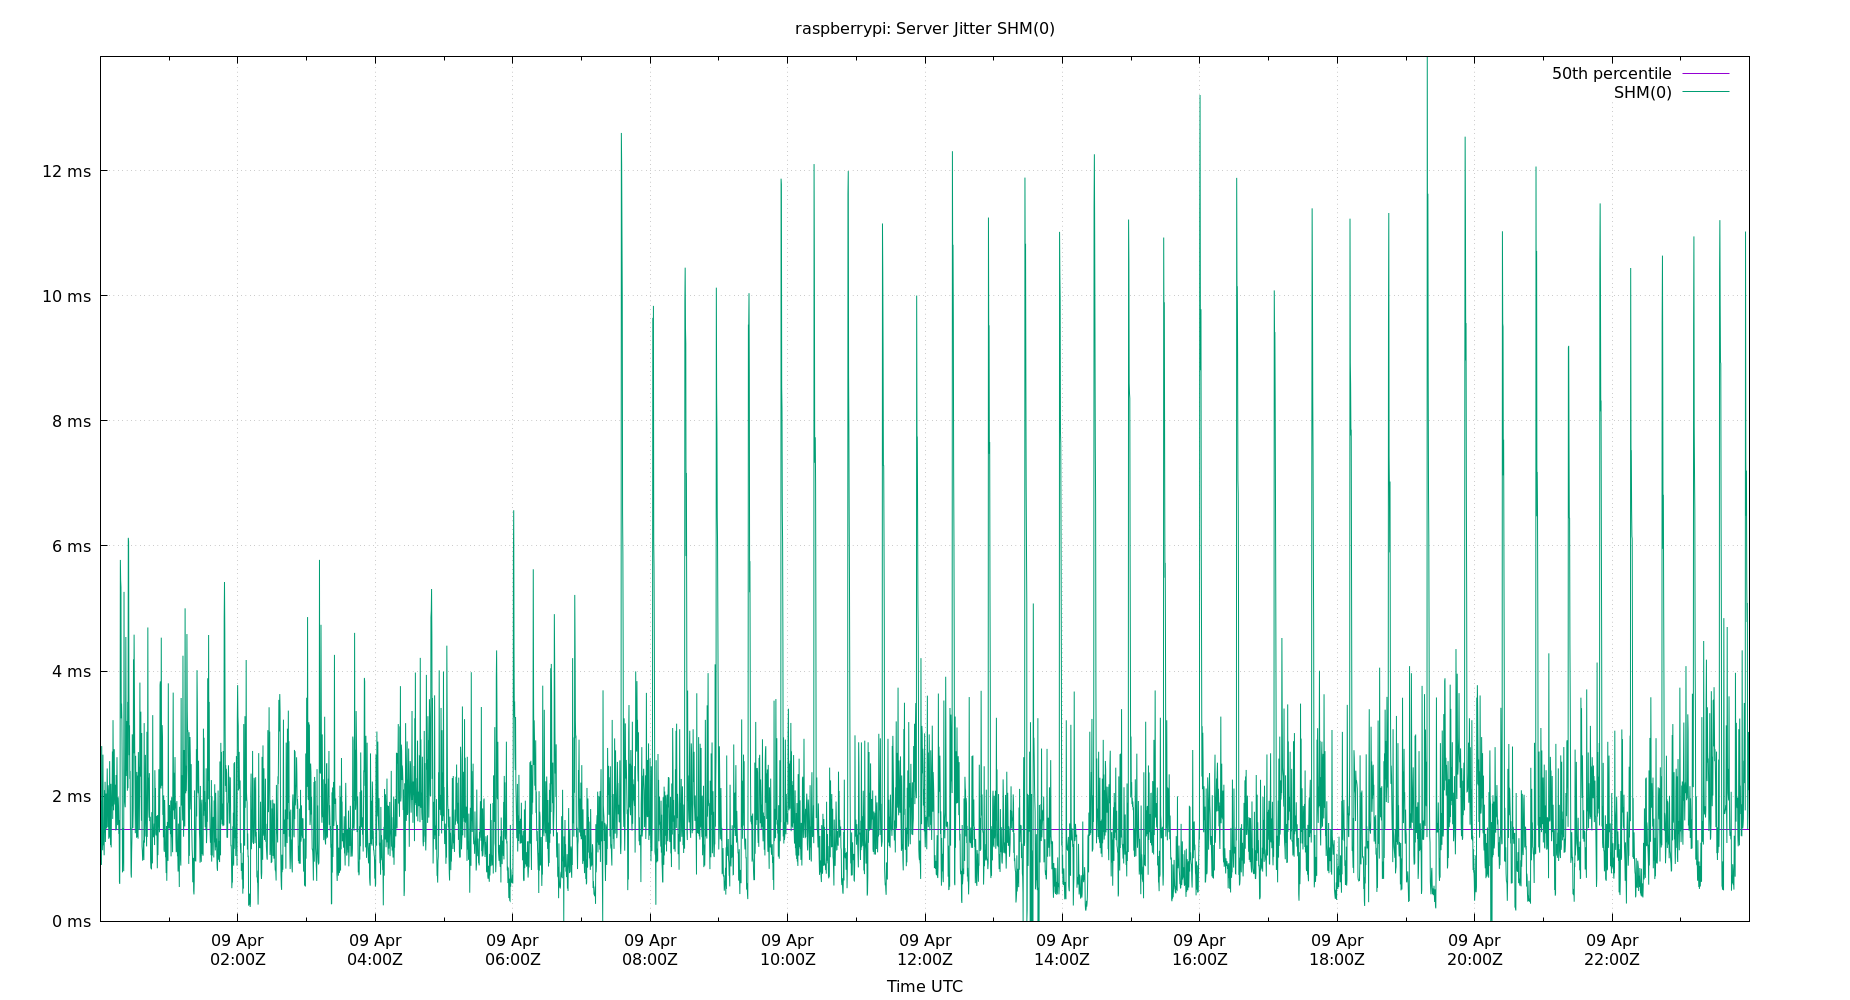 raspberrypi: Server Jitter SHM(0)
50th percentile
SHM(0)
12 ms
10 ms
8 ms
6 ms
4 ms
2 ms
0 ms
09 Apr 09 Apr 09 Apr 09 Apr 09 Apr 09 Apr 09 Apr 09 Apr 09 Apr 09 Apr 09 Apr
02:00Z 04:00Z 06:00Z 08:00Z 10:00Z 12:00Z 14:00Z 16:00Z 18:00Z 20:00Z 22:00Z
Time UTC